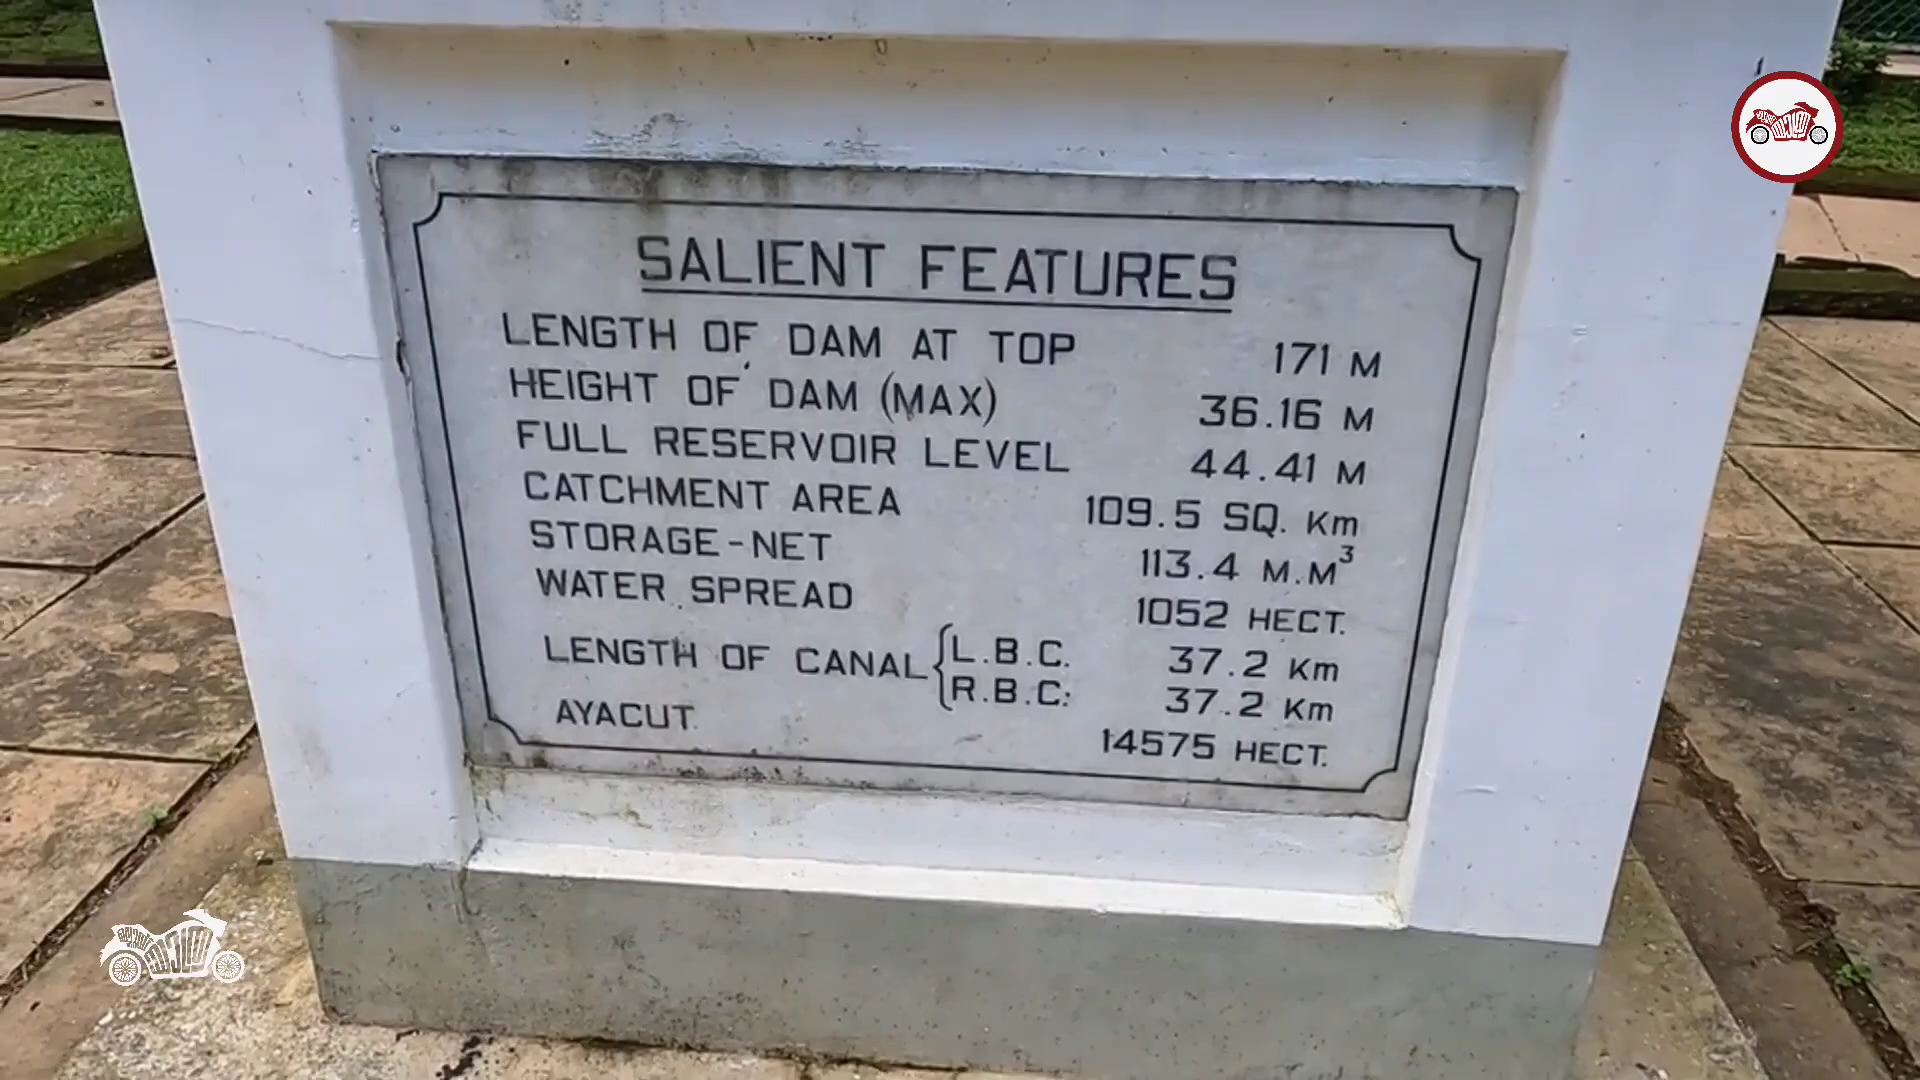 SALIENT FEATURES
LENGTH OF DAM AT TOP 171 M
HEIGHT OF DAM (MAX) 36.16 M
FULL RESERVOIR LEVEL 44.41 M
CATCHMENT AREA 109.5 SQ. Km
STORAGE-NET 113.4 M.M³
WATER SPREAD 1052 HECT.
LENGTH OF CANAL { L.B.C. 37.2 Km
R.B.C: 37.2 Km
AYACUT 14575 HECT.